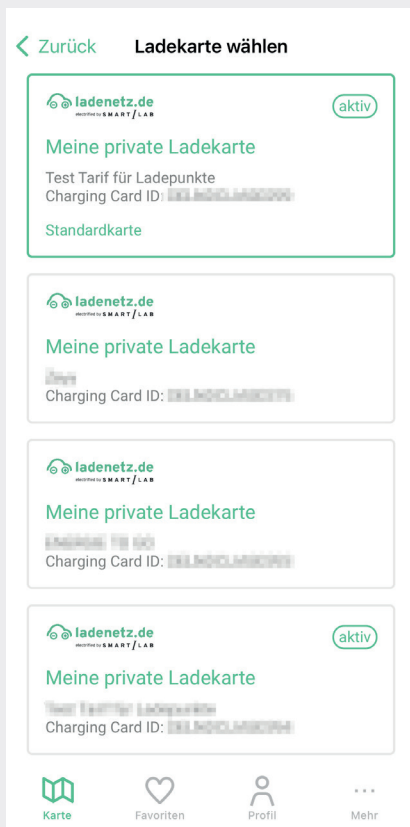 Zurück
Ladekarte wählen
ladenetz.de
aktiv
electrified by SMART/LAB
Meine private Ladekarte
Test Tarif für Ladepunkte
Charging Card ID:
Standardkarte
ladenetz.de
electrified by SMART/LAB
Meine private Ladekarte
Charging Card ID:
ladenetz.de
electrified by SMART/LAB
Meine private Ladekarte
Charging Card ID:
ladenetz.de
aktiv
electrified by SMART/LAB
Meine private Ladekarte
Charging Card ID:
Karte
Favoriten
Profil
Mehr